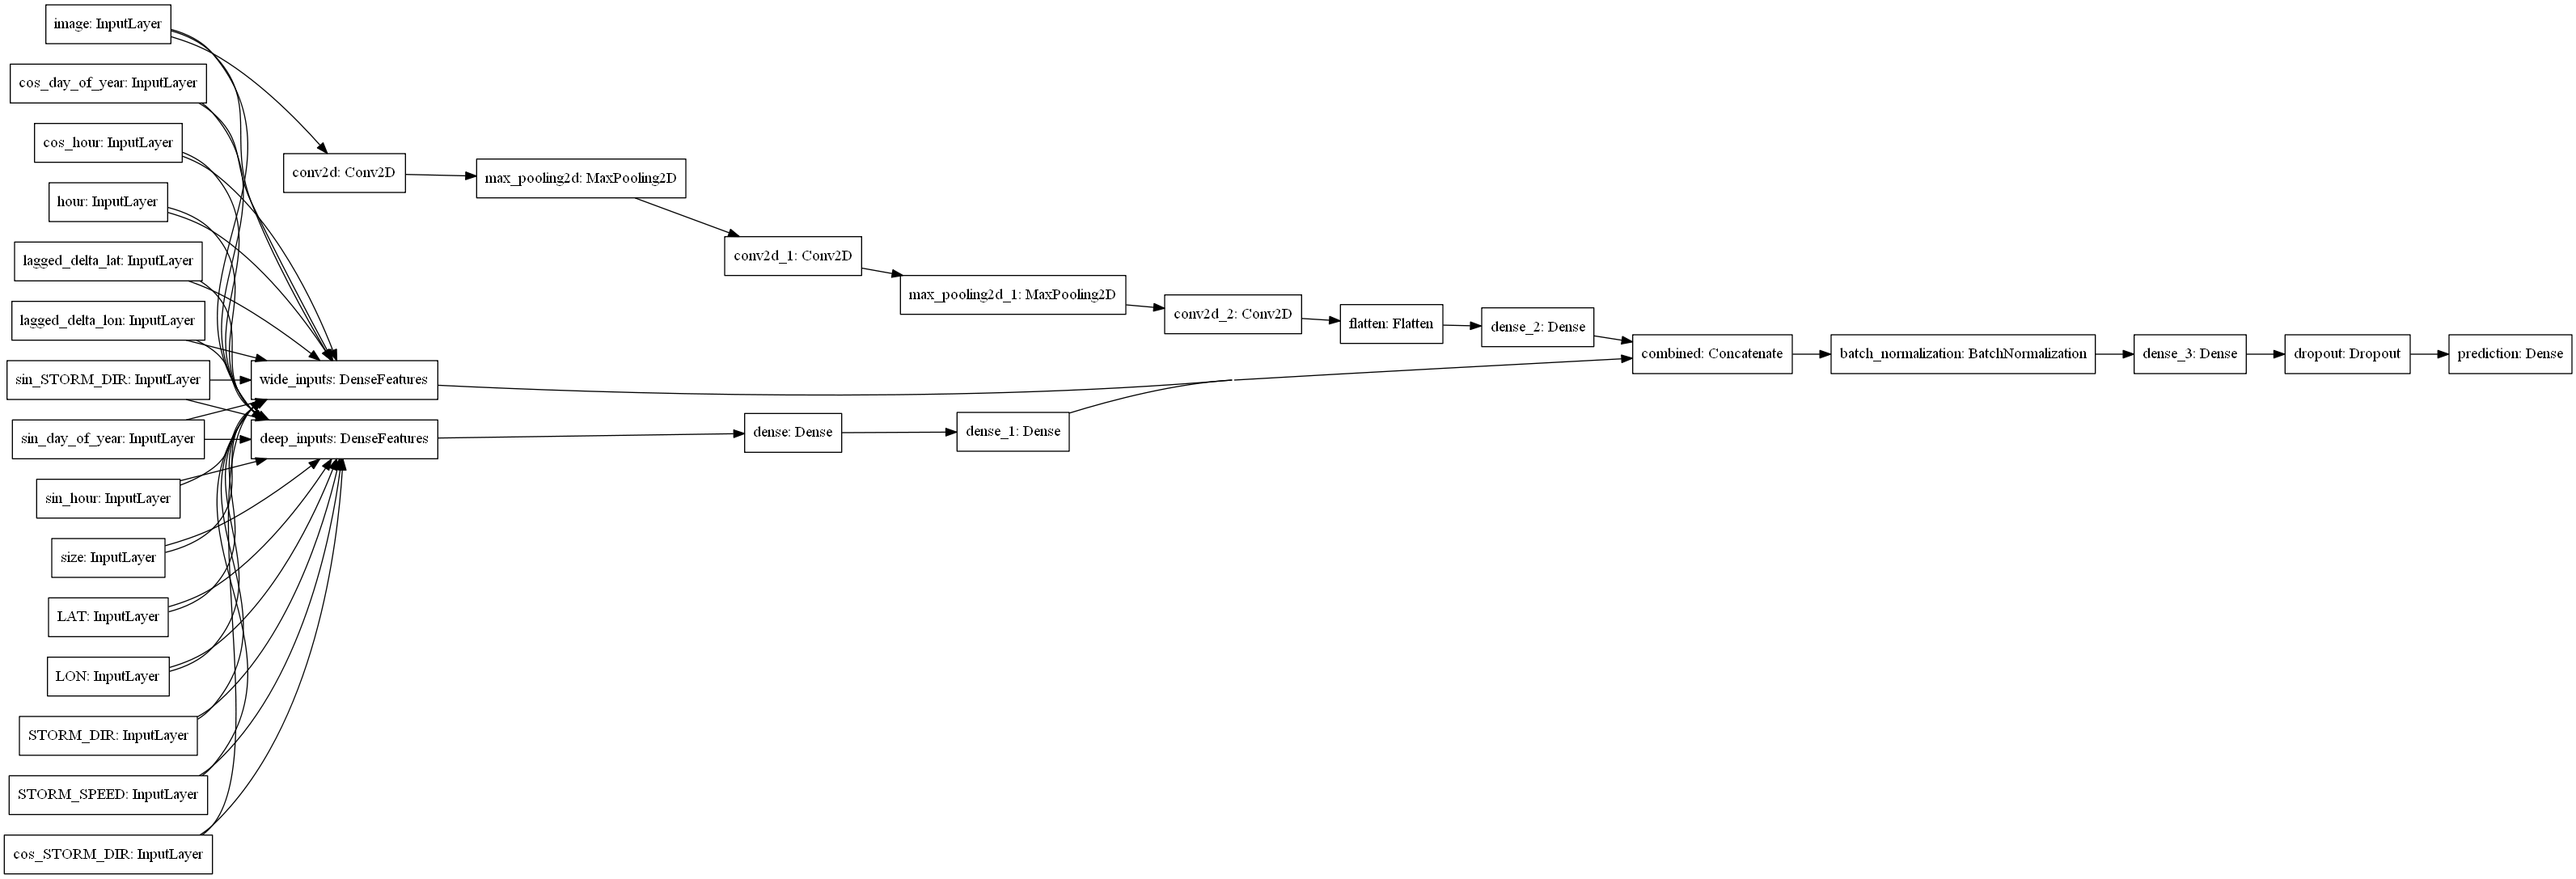 image: InputLayer
cos_day_of_year: InputLayer
cos_hour: InputLayer
hour: InputLayer
lagged_delta_lat: InputLayer
lagged_delta_lon: InputLayer
sin_STORM_DIR: InputLayer
sin_day_of_year: InputLayer
sin_hour: InputLayer
size: InputLayer
LAT: InputLayer
LON: InputLayer
STORM_DIR: InputLayer
STORM_SPEED: InputLayer
cos_STORM_DIR: InputLayer
conv2d: Conv2D
max_pooling2d: MaxPooling2D
conv2d_1: Conv2D
max_pooling2d_1: MaxPooling2D
conv2d_2: Conv2D
flatten: Flatten
dense_2: Dense
wide_inputs: DenseFeatures
deep_inputs: DenseFeatures
dense: Dense
dense_1: Dense
combined: Concatenate
batch_normalization: BatchNormalization
dense_3: Dense
dropout: Dropout
prediction: Dense